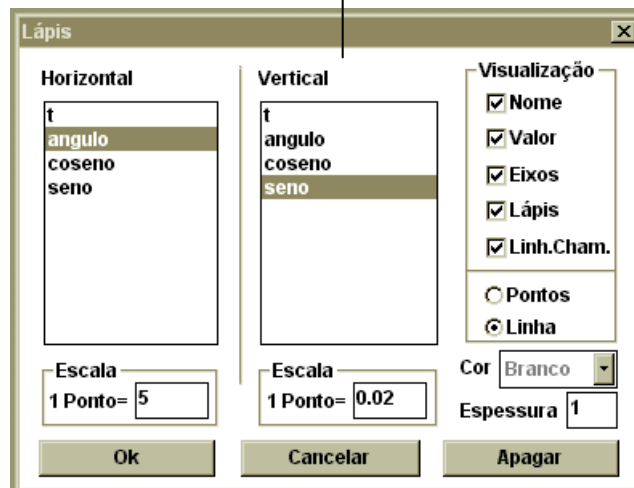 Lápis
Horizontal
t
angulo
coseno
seno
Escala
1 Ponto= 5
Vertical
t
angulo
coseno
seno
Escala
1 Ponto= 0.02
Visualização
Nome
Valor
Eixos
Lápis
Linh.Cham.
Pontos
Linha
Cor Branco
Espessura 1
Ok
Cancelar
Apagar